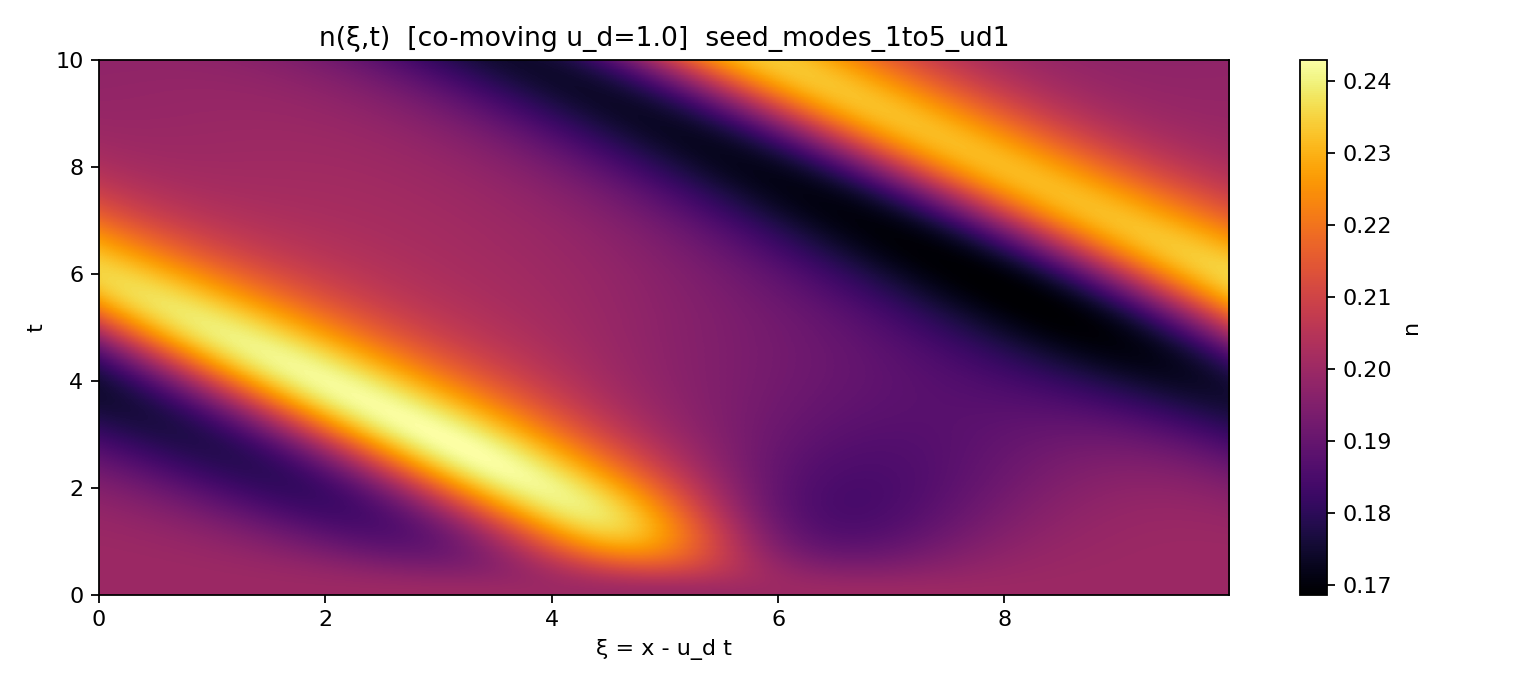 n(ξ,t)  [co-moving u_d=1.0]  seed_modes_1to5_ud1
10
8
6
4
2
0
t
0 2 4 6 8
ξ = x - u_d t
0.24
0.23
0.22
0.21
0.20
0.19
0.18
0.17
n